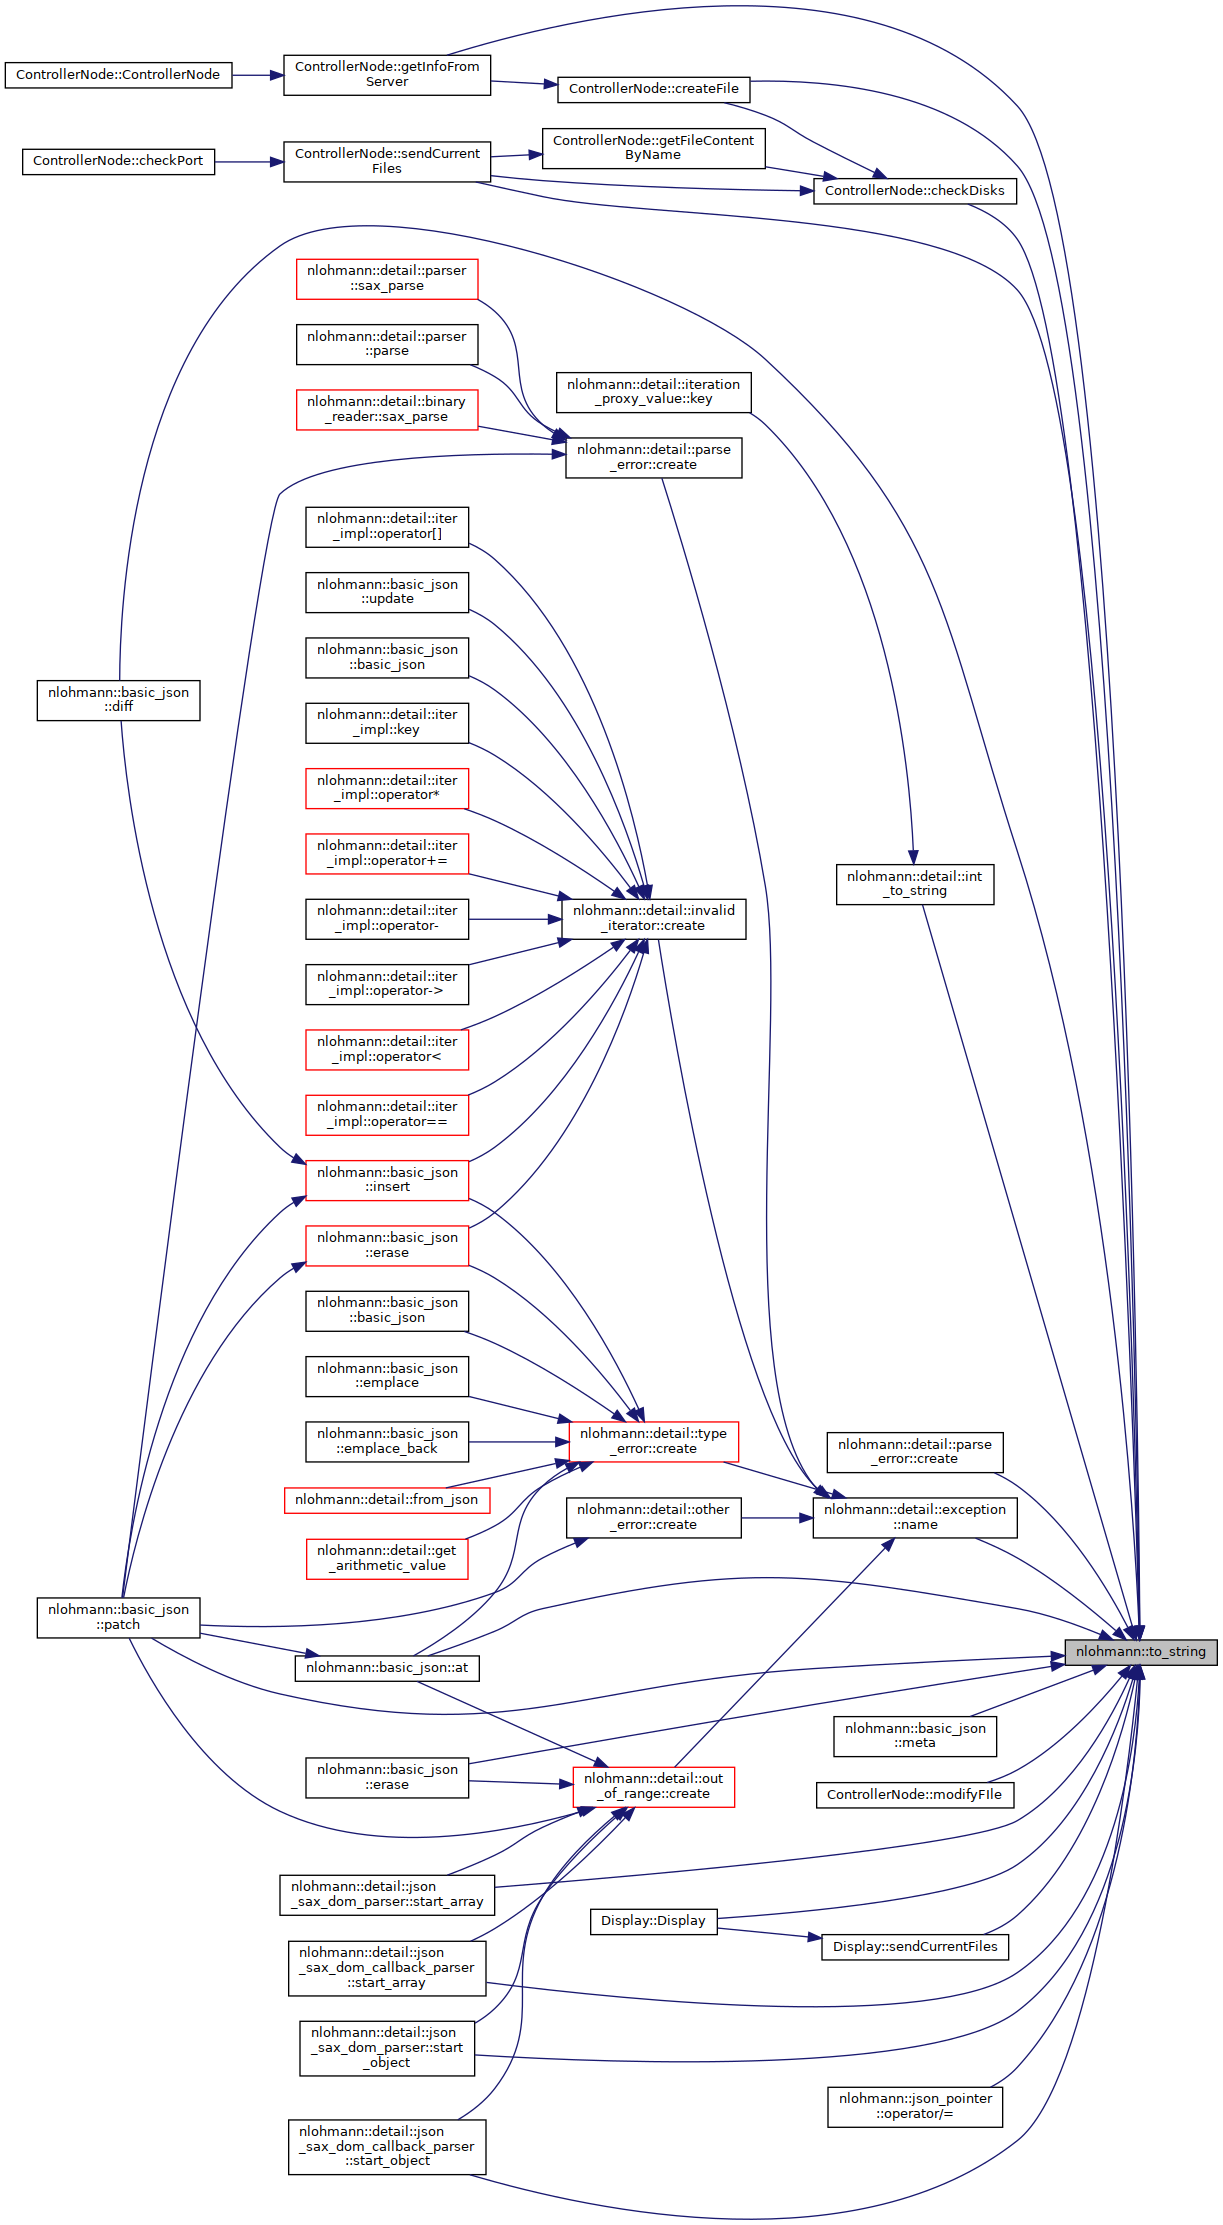 ControllerNode::ControllerNode
ControllerNode::getInfoFrom
Server
ControllerNode::createFile
ControllerNode::checkPort
ControllerNode::sendCurrent
Files
ControllerNode::getFileContent
ByName
ControllerNode::checkDisks
nlohmann::detail::parser
::sax_parse
nlohmann::detail::parser
::parse
nlohmann::detail::binary
_reader::sax_parse
nlohmann::detail::iteration
_proxy_value::key
nlohmann::detail::parse
_error::create
nlohmann::detail::iter
_impl::operator[]
nlohmann::basic_json
::update
nlohmann::basic_json
::basic_json
nlohmann::basic_json
::diff
nlohmann::detail::iter
_impl::key
nlohmann::detail::iter
_impl::operator*
nlohmann::detail::iter
_impl::operator+=
nlohmann::detail::int
_to_string
nlohmann::detail::iter
_impl::operator-
nlohmann::detail::invalid
_iterator::create
nlohmann::detail::iter
_impl::operator->
nlohmann::detail::iter
_impl::operator<
nlohmann::detail::iter
_impl::operator==
nlohmann::basic_json
::insert
nlohmann::basic_json
::erase
nlohmann::basic_json
::basic_json
nlohmann::basic_json
::emplace
nlohmann::basic_json
::emplace_back
nlohmann::detail::type
_error::create
nlohmann::detail::parse
_error::create
nlohmann::detail::from_json
nlohmann::detail::other
_error::create
nlohmann::detail::exception
::name
nlohmann::detail::get
_arithmetic_value
nlohmann::basic_json
::patch
nlohmann::basic_json::at
nlohmann::to_string
nlohmann::basic_json
::meta
nlohmann::basic_json
::erase
nlohmann::detail::out
_of_range::create
ControllerNode::modifyFIle
nlohmann::detail::json
_sax_dom_parser::start_array
Display::Display
Display::sendCurrentFiles
nlohmann::detail::json
_sax_dom_callback_parser
::start_array
nlohmann::detail::json
_sax_dom_parser::start
_object
nlohmann::json_pointer
::operator/=
nlohmann::detail::json
_sax_dom_callback_parser
::start_object